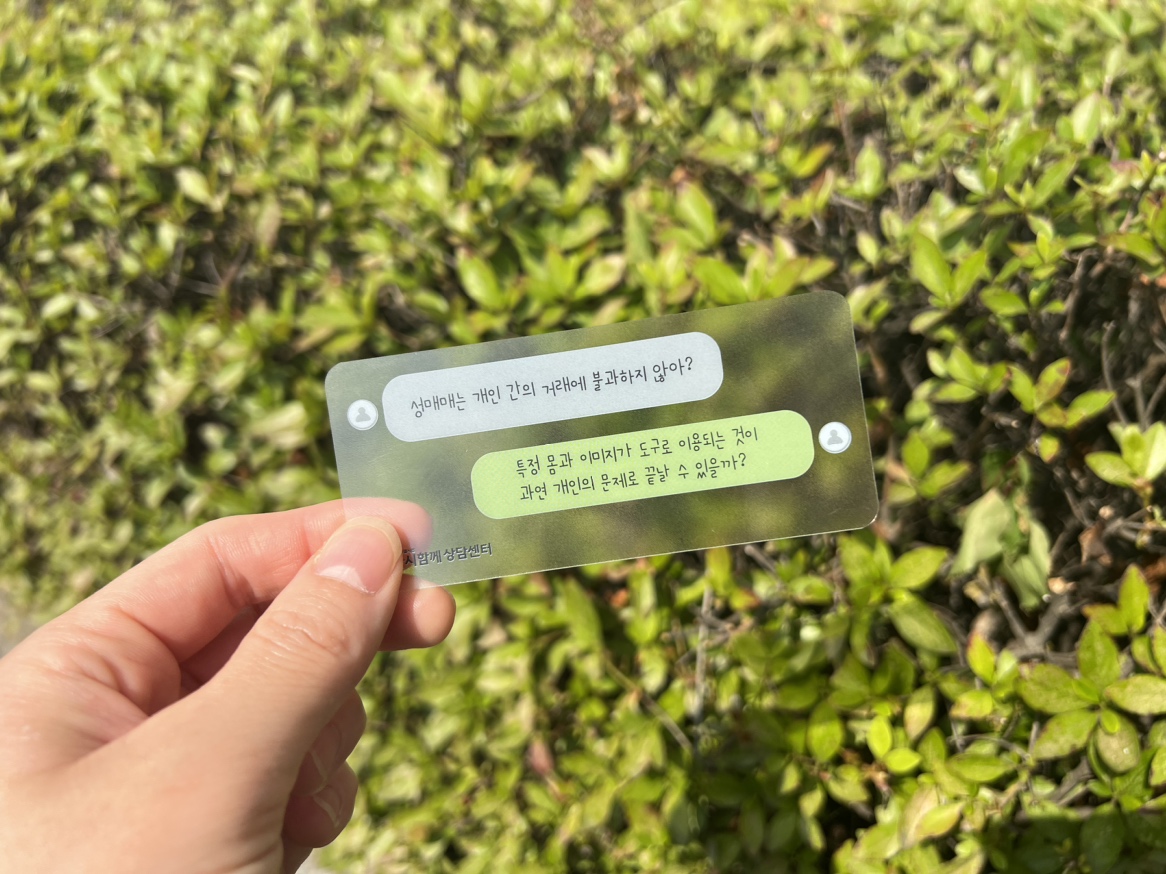 성매매는 개인 간의 거래에 불과하지 않아?
특정 몸과 이미지가 도구로 이용되는 것이
과연 개인의 문제로 끝날 수 있을까?
시함께 상담센터